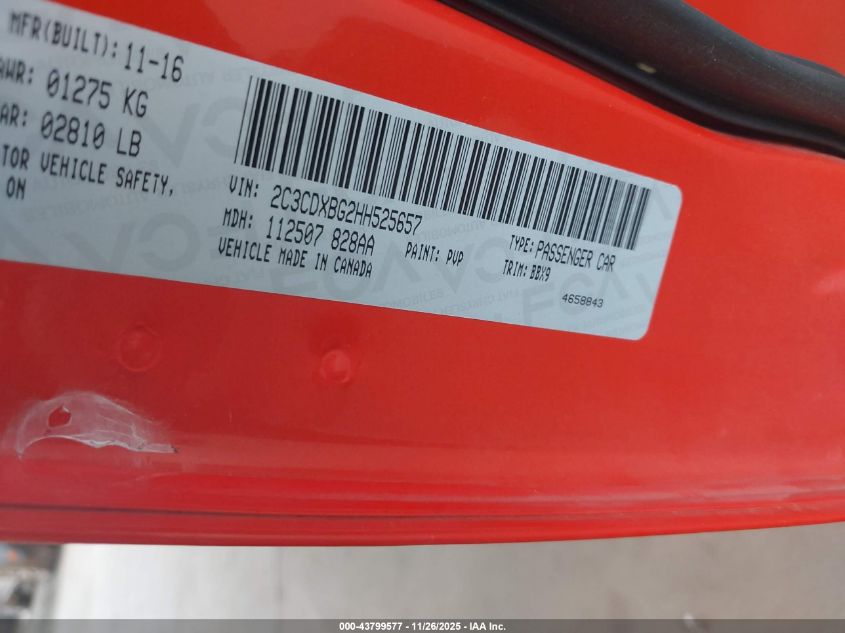 MFR(BUILT): 11-16
AWR: 01275 KG
AR: 02810 LB
TOR VEHICLE SAFETY,
ON
VIN: 2C3CDXBG2HH525657
MDH: 112507 828AA
VEHICLE MADE IN CANADA
PAINT: PVP
TYPE: PASSENGER CAR
TRIM: BBX9
4658843
000-43799577 - 11/26/2025 - IAA Inc.